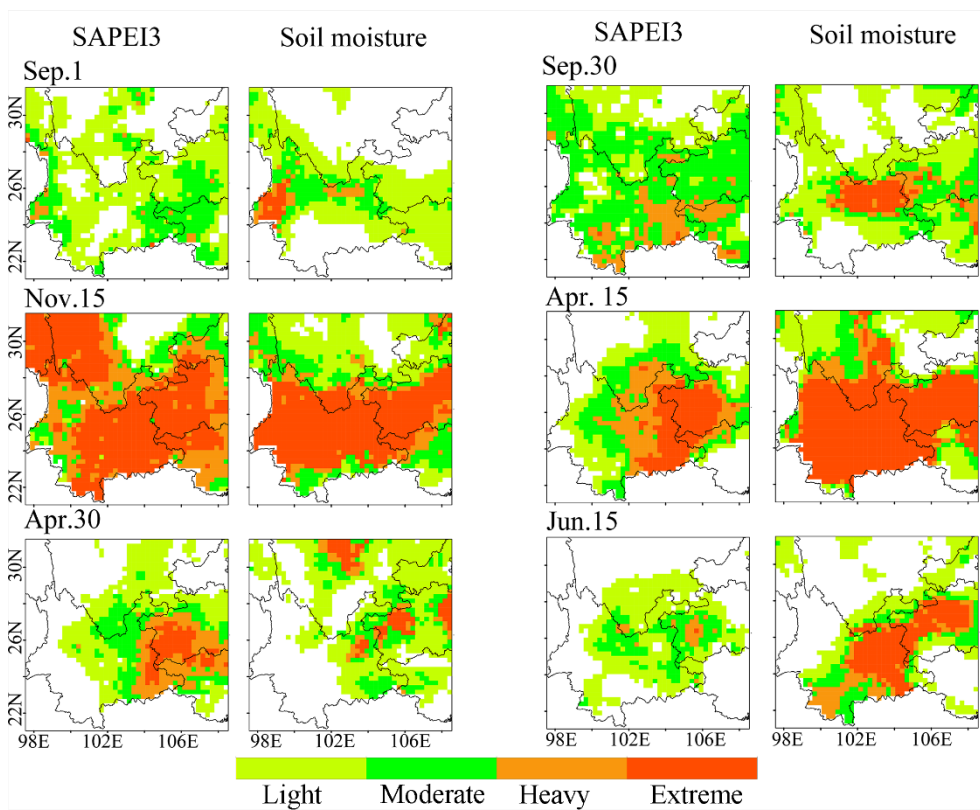 SAPEI3 Soil moisture SAPEI3 Soil moisture
Sep.1 Sep.30
30N
26N
22N
Nov.15 Apr. 15
30N
26N
22N
Apr.30 Jun.15
30N
26N
22N
98E 102E 106E 102E 106E 98E 102E 106E 102E 106E
Light Moderate Heavy Extreme